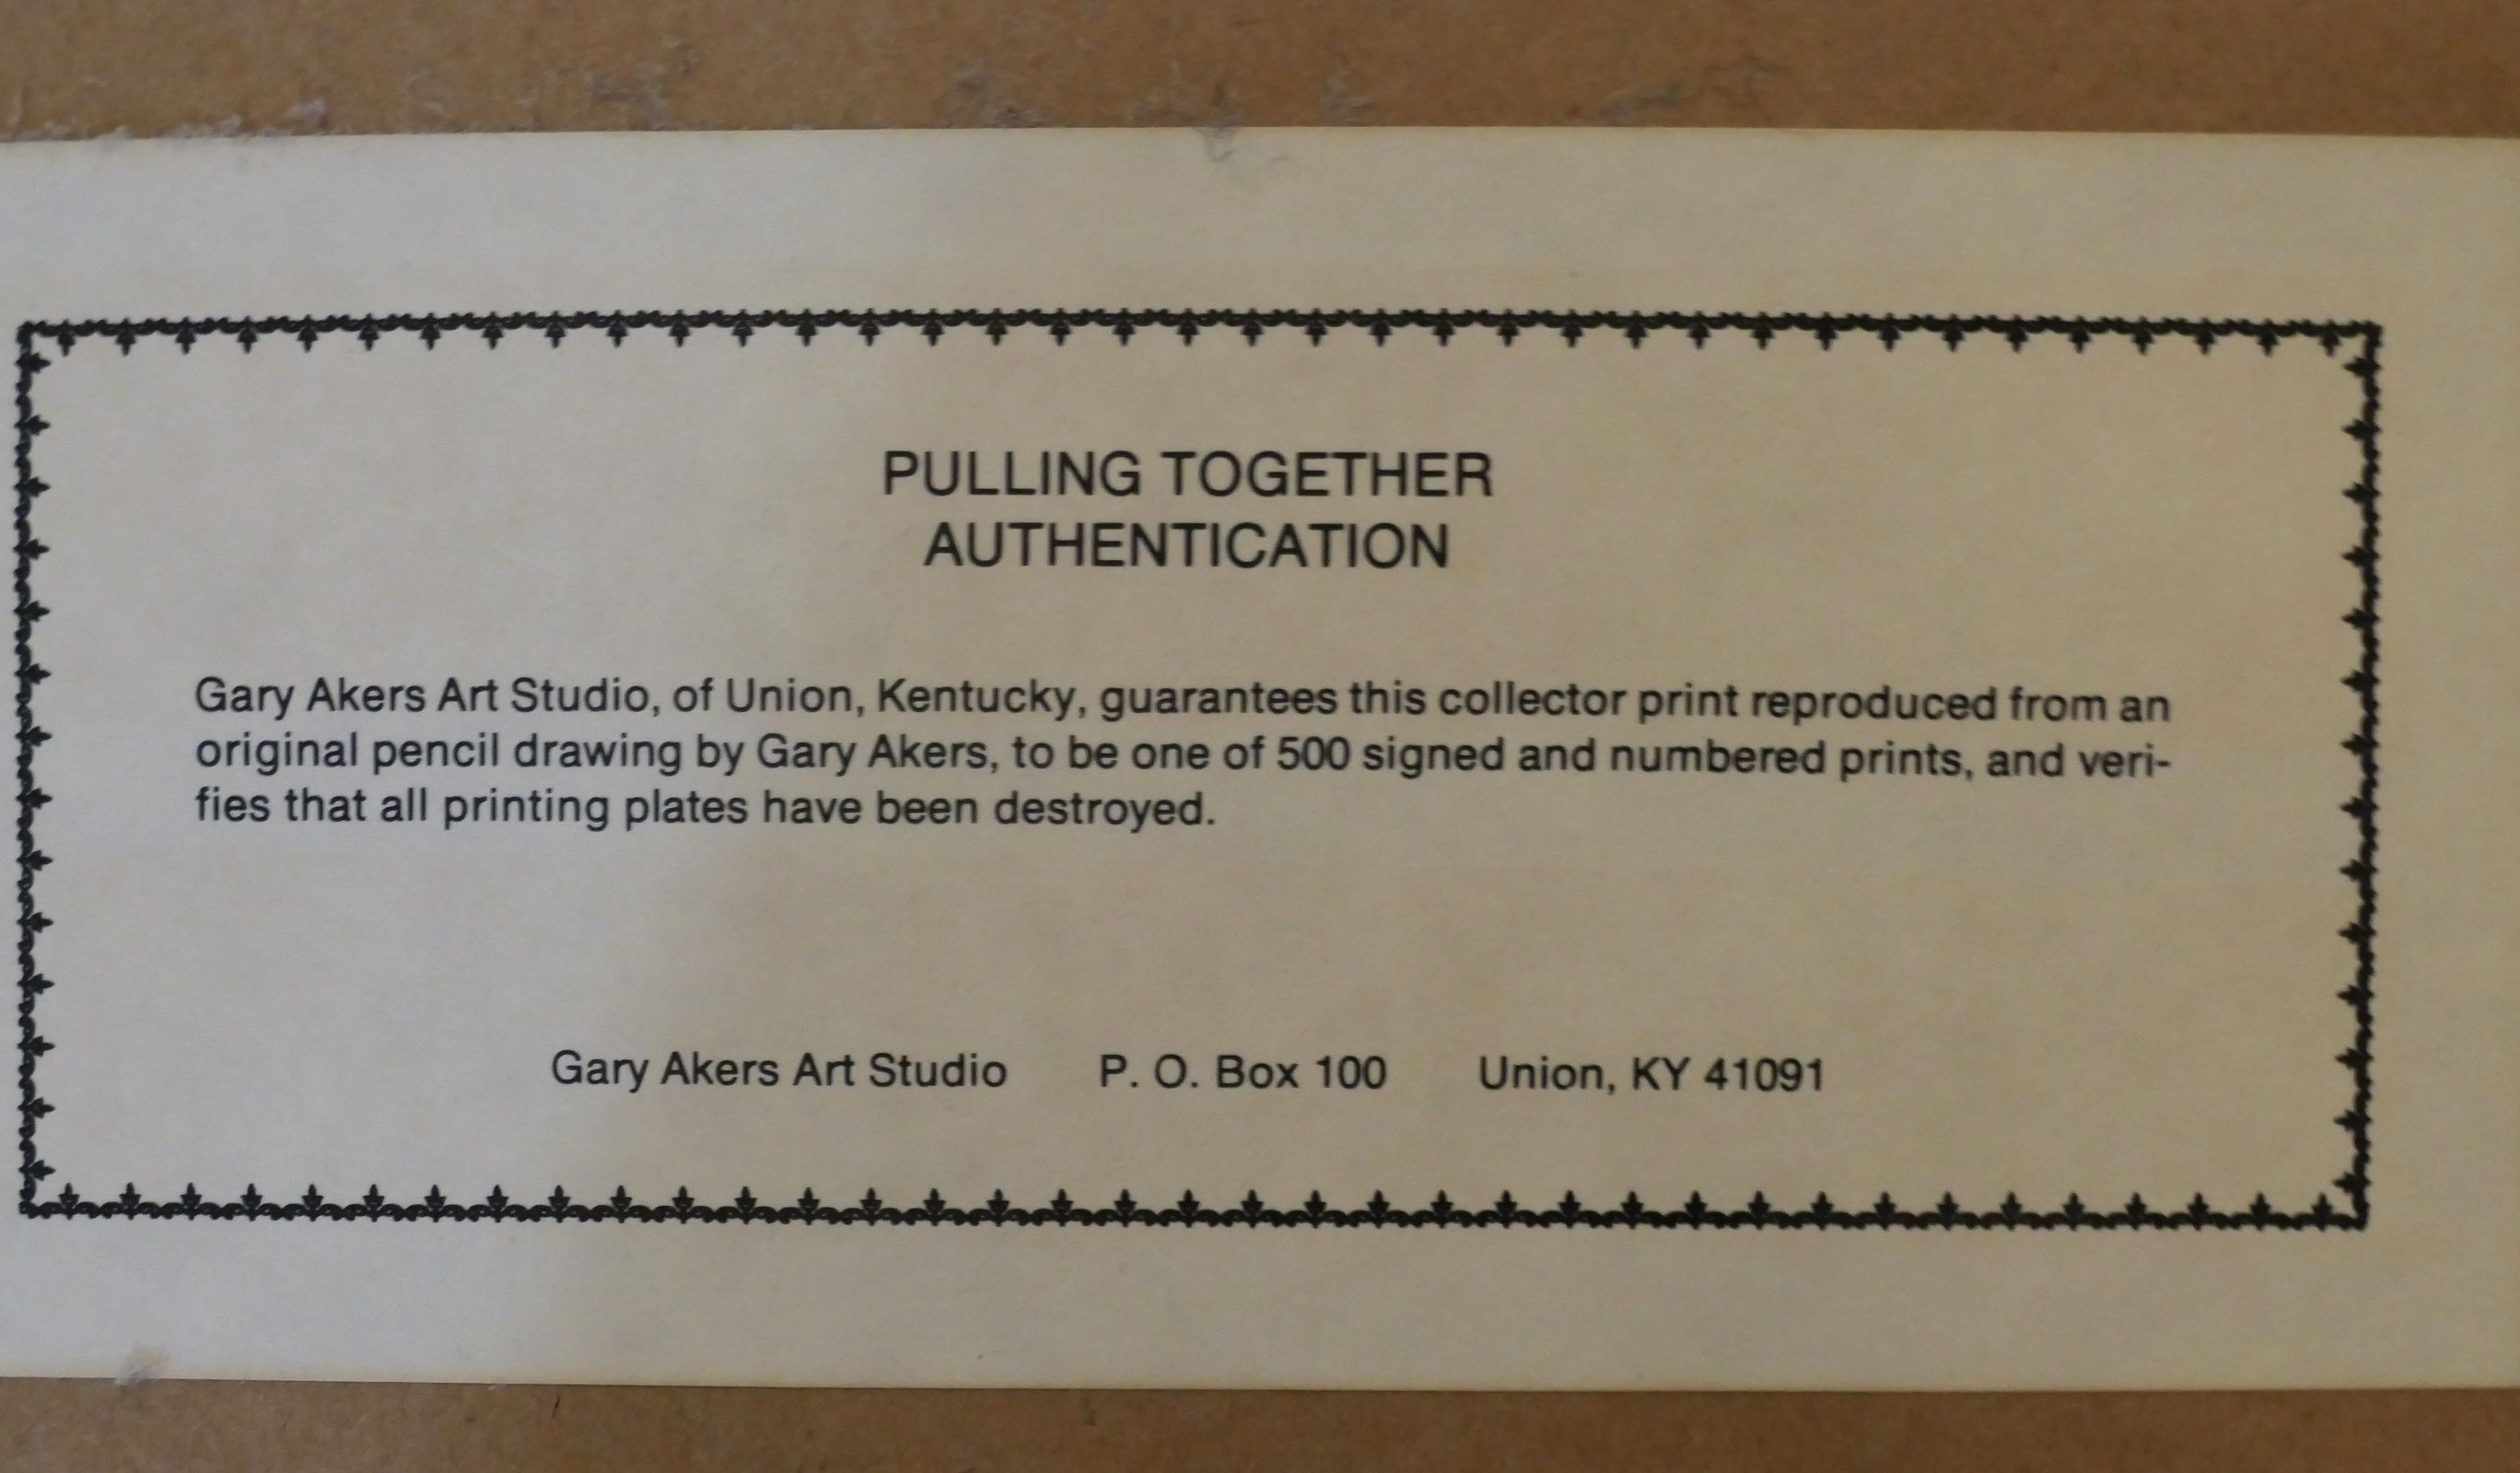 PULLING TOGETHER
AUTHENTICATION
Gary Akers Art Studio, of Union, Kentucky, guarantees this collector print reproduced from an
original pencil drawing by Gary Akers, to be one of 500 signed and numbered prints, and veri-
fies that all printing plates have been destroyed.
Gary Akers Art Studio P. O. Box 100 Union, KY 41091